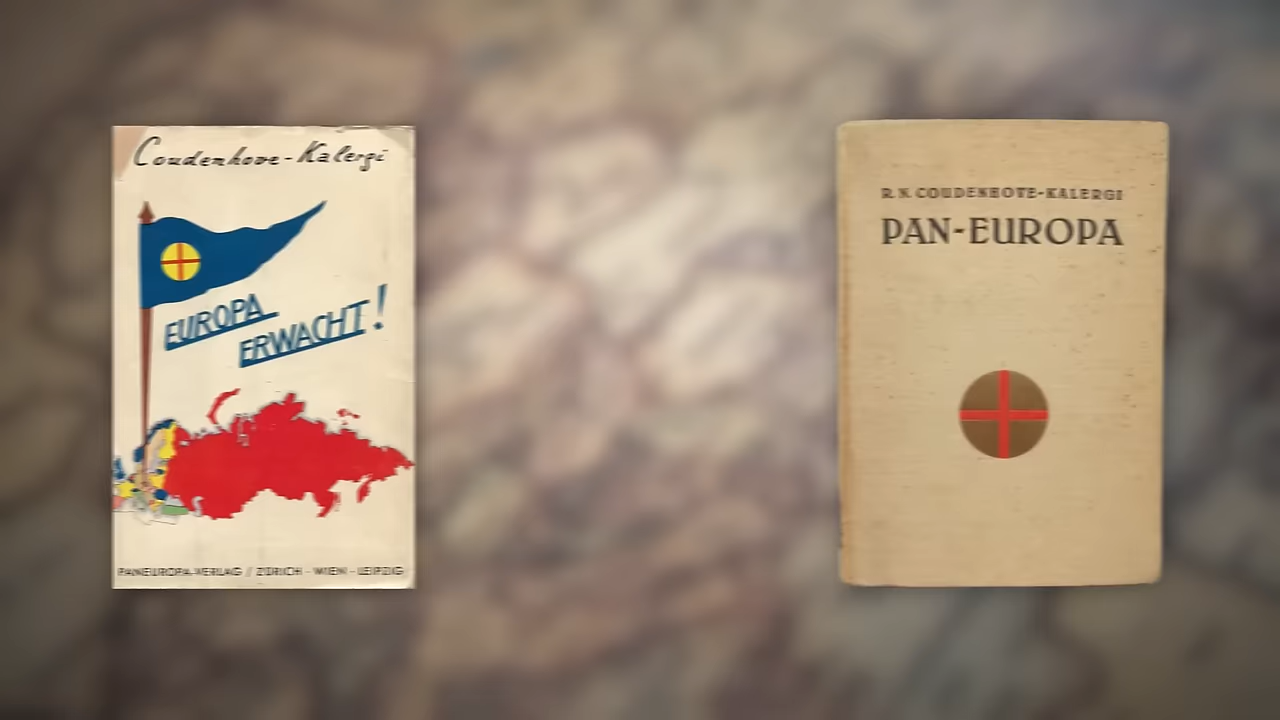 Coudenhove-Kalergi
EUROPA
ERWACHT!
PANEUROPA-VERLAG / ZÜRICH - WIEN - LEIPZIG
R. N. COUDENHOVE-KALERGI
PAN-EUROPA